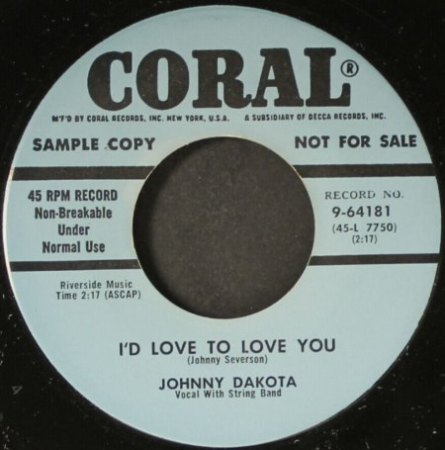 CORAL®
M'F'D BY CORAL RECORDS, INC. NEW YORK, U.S.A. A SUBSIDIARY OF DECCA RECORDS, INC.
SAMPLE COPY NOT FOR SALE
45 RPM RECORD
Non-Breakable
Under
Normal Use
RECORD NO.
9-64181
(45-L 7750)
(2:17)
Riverside Music
Time 2:17 (ASCAP)
I'D LOVE TO LOVE YOU
(Johnny Severson)
JOHNNY DAKOTA
Vocal With String Band